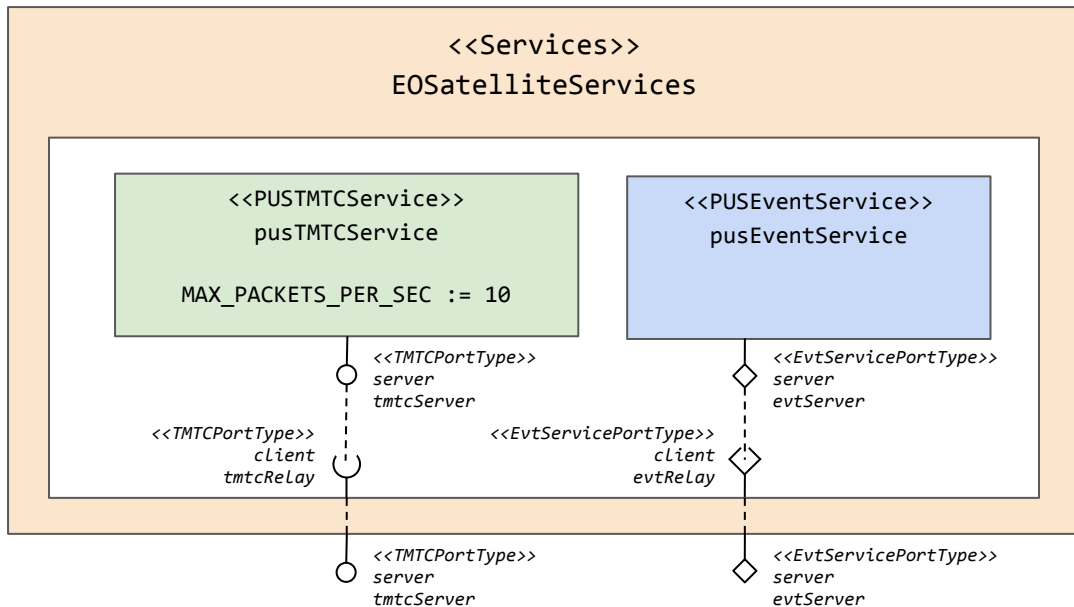 <<Services>>
EOSatelliteServices
<<PUSTMTCService>>
pusTMTCService
MAX_PACKETS_PER_SEC := 10
<<PUSEventService>>
pusEventService
<<TMTCPortType>>
server
tmtcServer
<<EvtServicePortType>>
server
evtServer
<<TMTCPortType>>
client
tmtcRelay
<<EvtServicePortType>>
client
evtRelay
<<TMTCPortType>>
server
tmtcServer
<<EvtServicePortType>>
server
evtServer